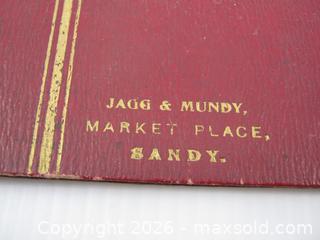 JAGG & MUNDY,
MARKET PLACE,
SANDY.
© Copyright 2026 - maxsold.com